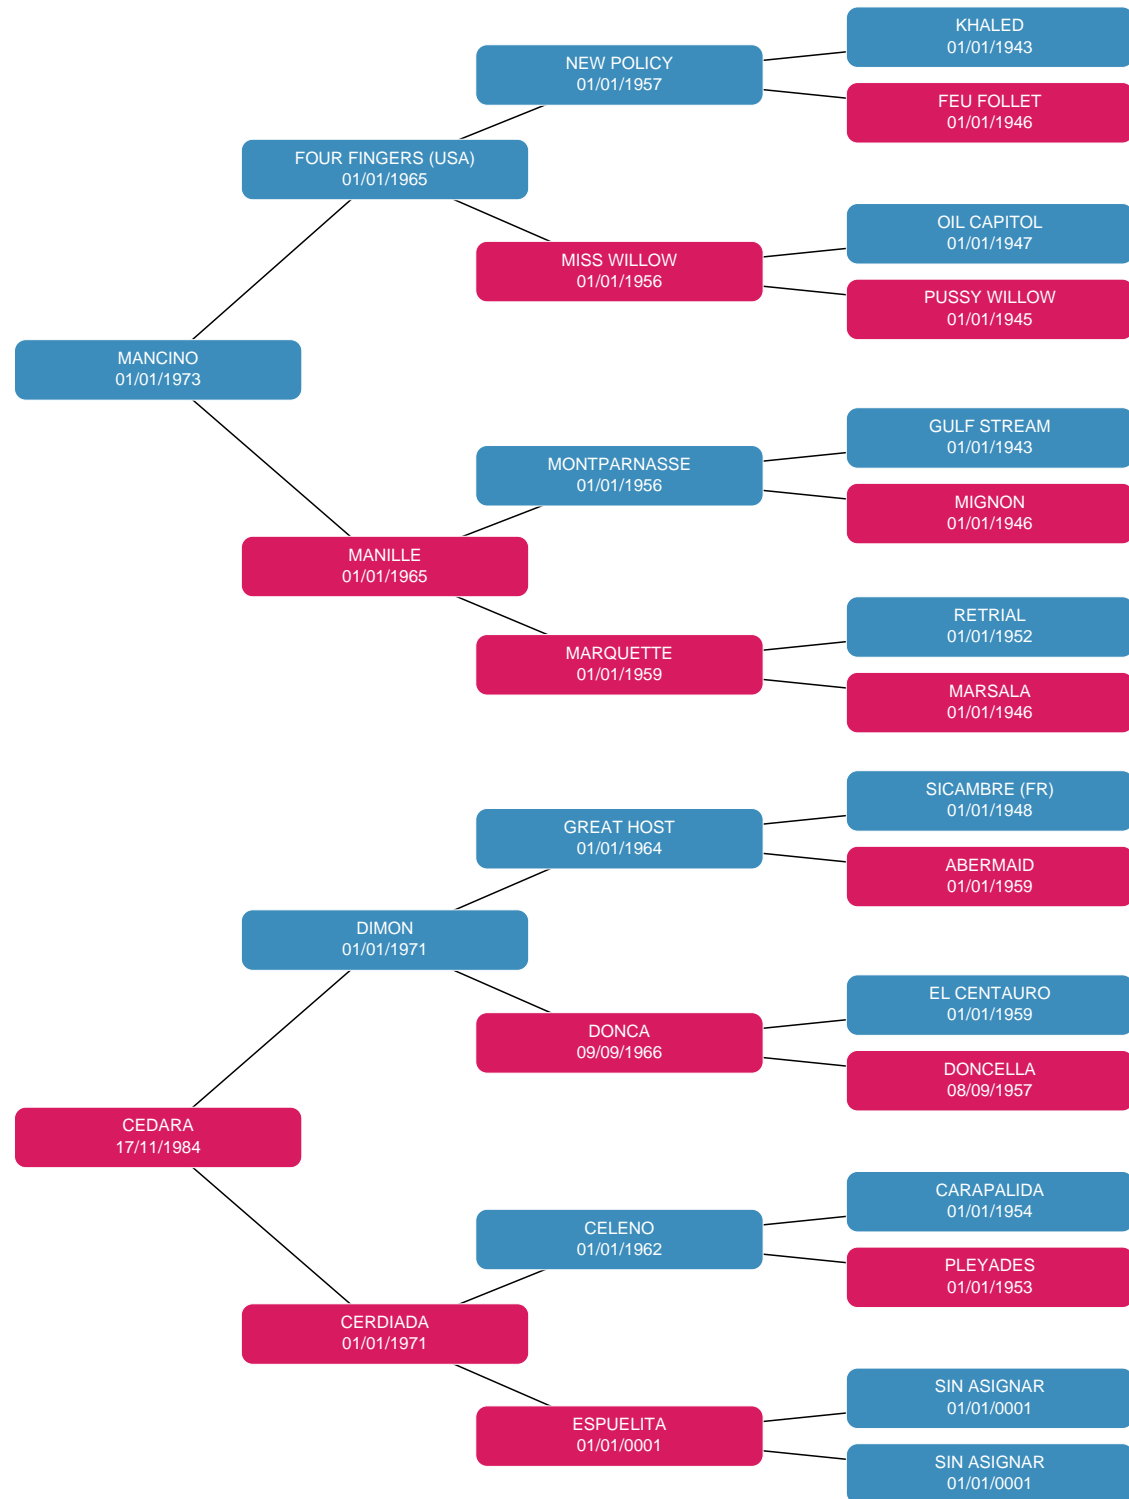 KHALED
01/01/1943
NEW POLICY
01/01/1957
FEU FOLLET
01/01/1946
FOUR FINGERS (USA)
01/01/1965
OIL CAPITOL
01/01/1947
MISS WILLOW
01/01/1956
PUSSY WILLOW
01/01/1945
MANCINO
01/01/1973
GULF STREAM
01/01/1943
MONTPARNASSE
01/01/1956
MIGNON
01/01/1946
MANILLE
01/01/1965
RETRIAL
01/01/1952
MARQUETTE
01/01/1959
MARSALA
01/01/1946
SICAMBRE (FR)
01/01/1948
GREAT HOST
01/01/1964
ABERMAID
01/01/1959
DIMON
01/01/1971
EL CENTAURO
01/01/1959
DONCA
09/09/1966
DONCELLA
08/09/1957
CEDARA
17/11/1984
CARAPALIDA
01/01/1954
CELENO
01/01/1962
PLEYADES
01/01/1953
CERDIADA
01/01/1971
SIN ASIGNAR
01/01/0001
ESPUELITA
01/01/0001
SIN ASIGNAR
01/01/0001